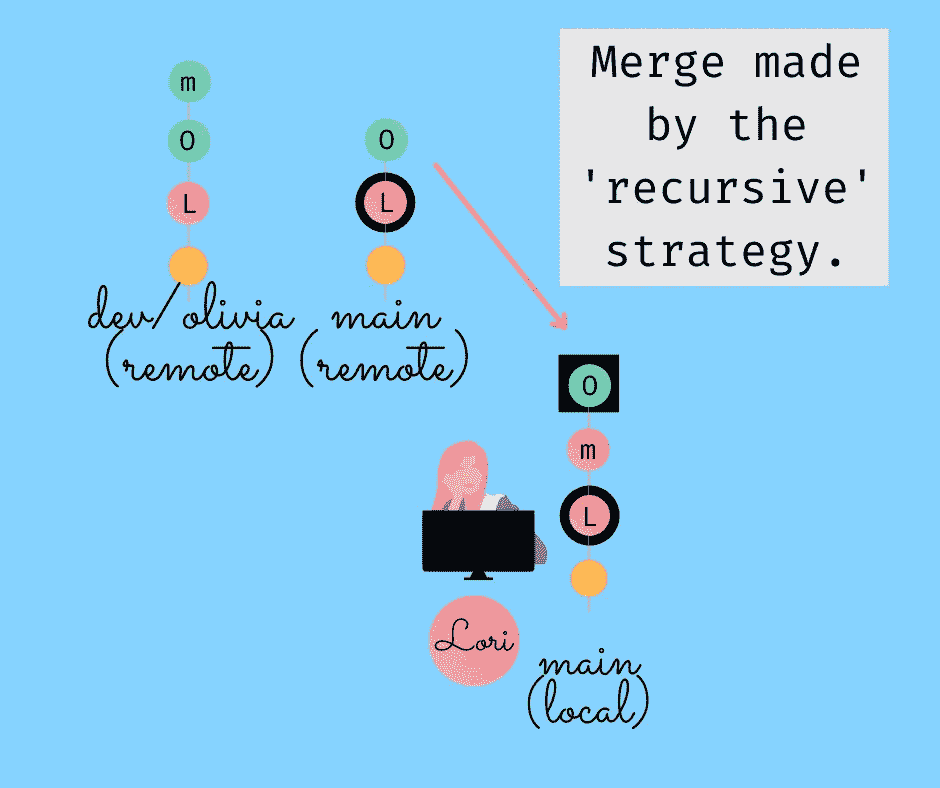 Merge made
by the
'recursive'
strategy.
m
O
L
dev/olivia
(remote)
O
L
main
(remote)
O
m
L
main
(local)
Lori